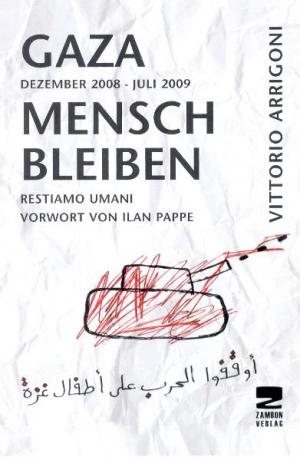 GAZA
DEZEMBER 2008 - JULI 2009
MENSCH
BLEIBEN
RESTIAMO UMANI
VORWORT VON ILAN PAPPE
VITTORIO ARRIGONI
أوقفوا الحرب على أطفال غزة
ZAMBON
VERLAG